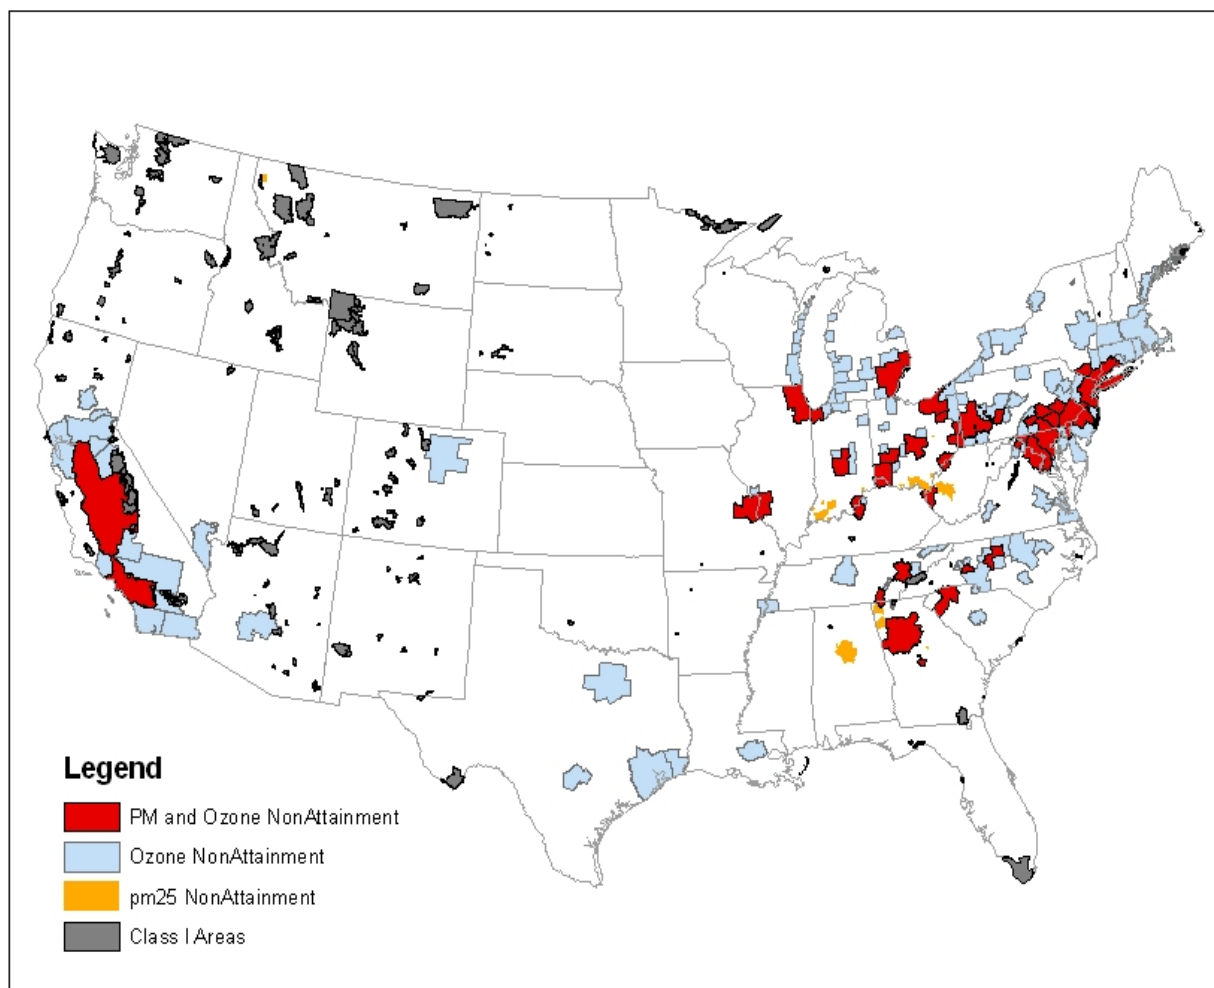 Legend
PM and Ozone NonAttainment
Ozone NonAttainment
pm25 NonAttainment
Class I Areas